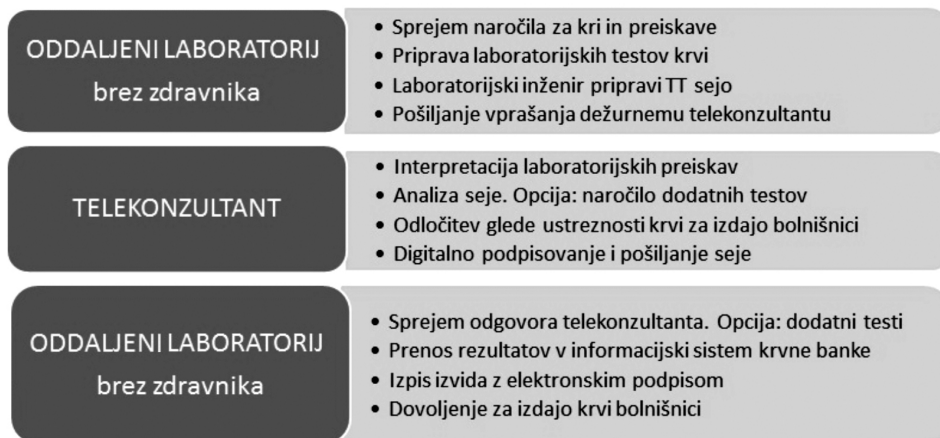 ODDALJENI LABORATORIJ
brez zdravnika
• Sprejem naročila za kri in preiskave
• Priprava laboratorijskih testov krvi
• Laboratorijski inženir pripravi TT sejo
• Pošiljanje vprašanja dežurnemu telekonzultantu
TELEKONZULTANT
• Interpretacija laboratorijskih preiskav
• Analiza seje. Opcija: naročilo dodatnih testov
• Odločitev glede ustreznosti krvi za izdajo bolnišnici
• Digitalno podpisovanje i pošiljanje seje
ODDALJENI LABORATORIJ
brez zdravnika
• Sprejem odgovora telekonzultanta. Opcija: dodatni testi
• Prenos rezultatov v informacijski sistem krvne banke
• Izpis izvida z elektronskim podpisom
• Dovoljenje za izdajo krvi bolnišnici